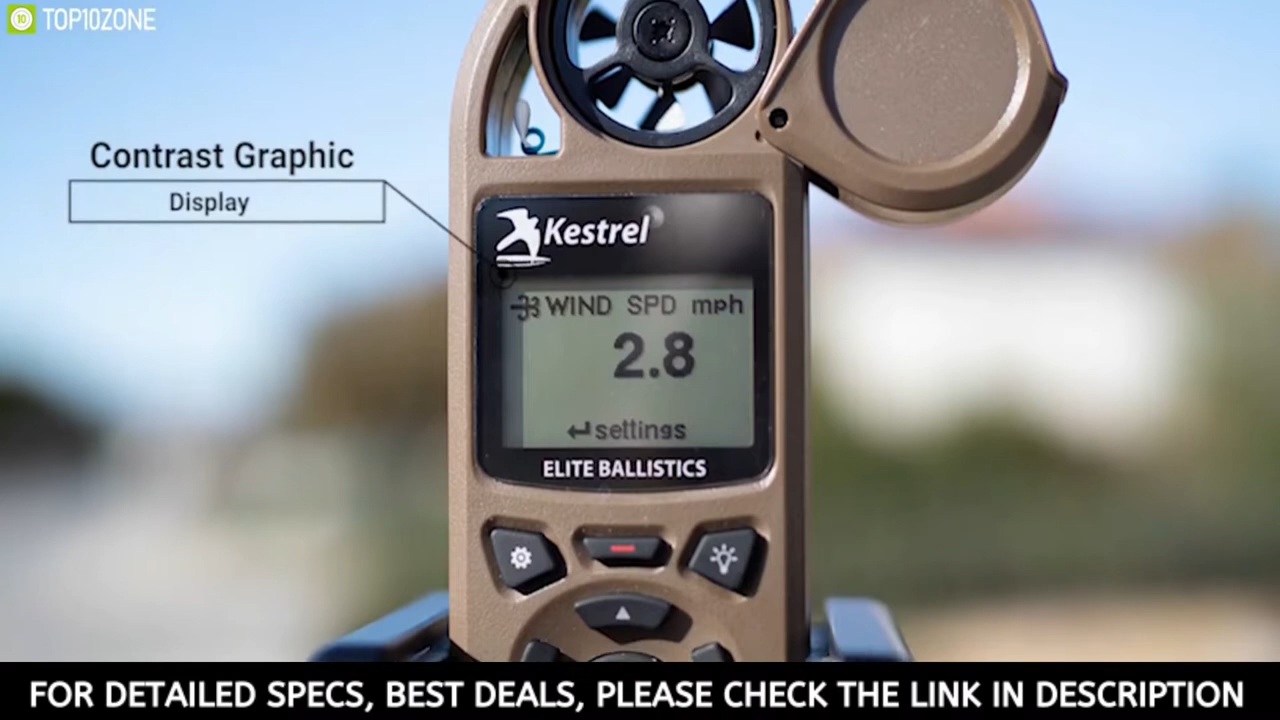 TOP10ZONE
Contrast Graphic
Display
Kestrel
WIND SPD mph
2.8
settings
ELITE BALLISTICS
FOR DETAILED SPECS, BEST DEALS, PLEASE CHECK THE LINK IN DESCRIPTION